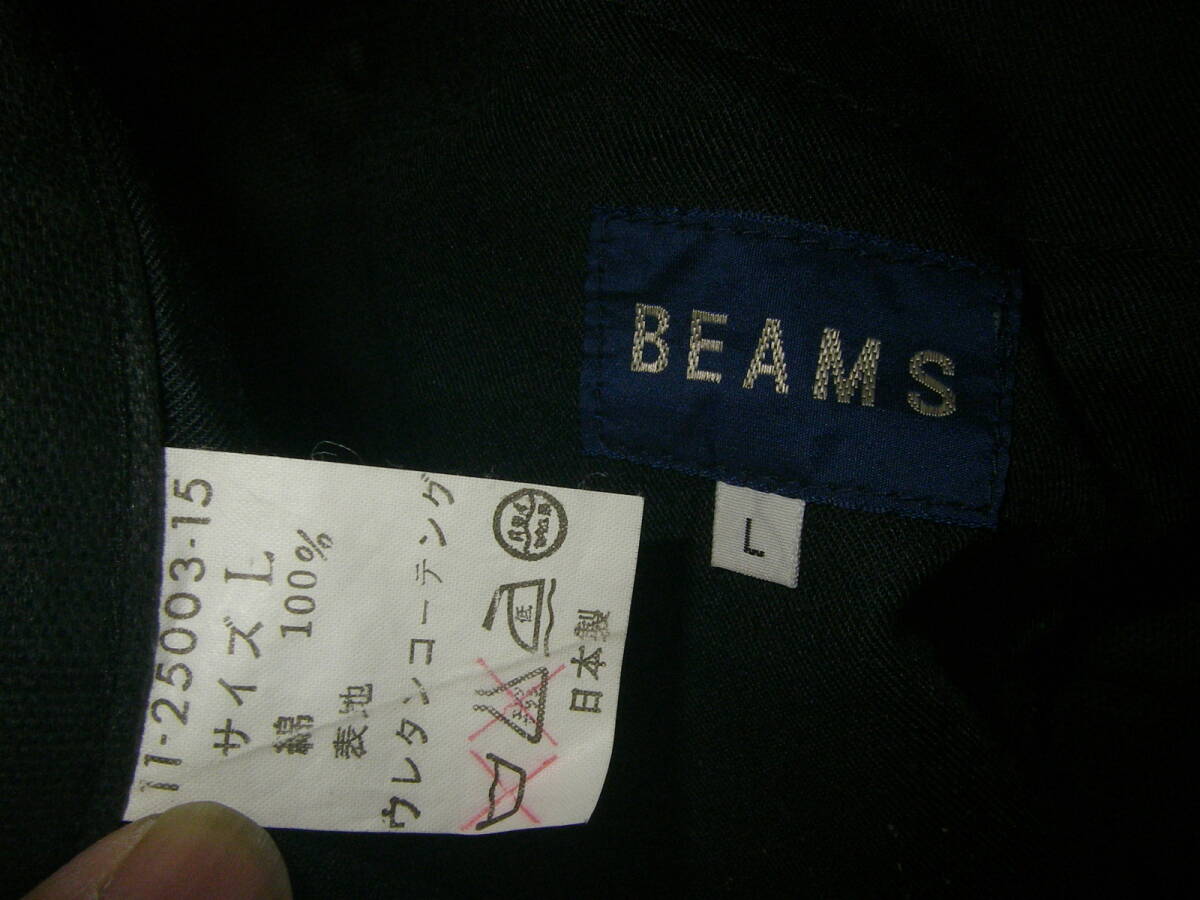 BEAMS
L
11-25003-15
サイズ L
綿 100%
表地
ウレタンコーテング
低
日本製